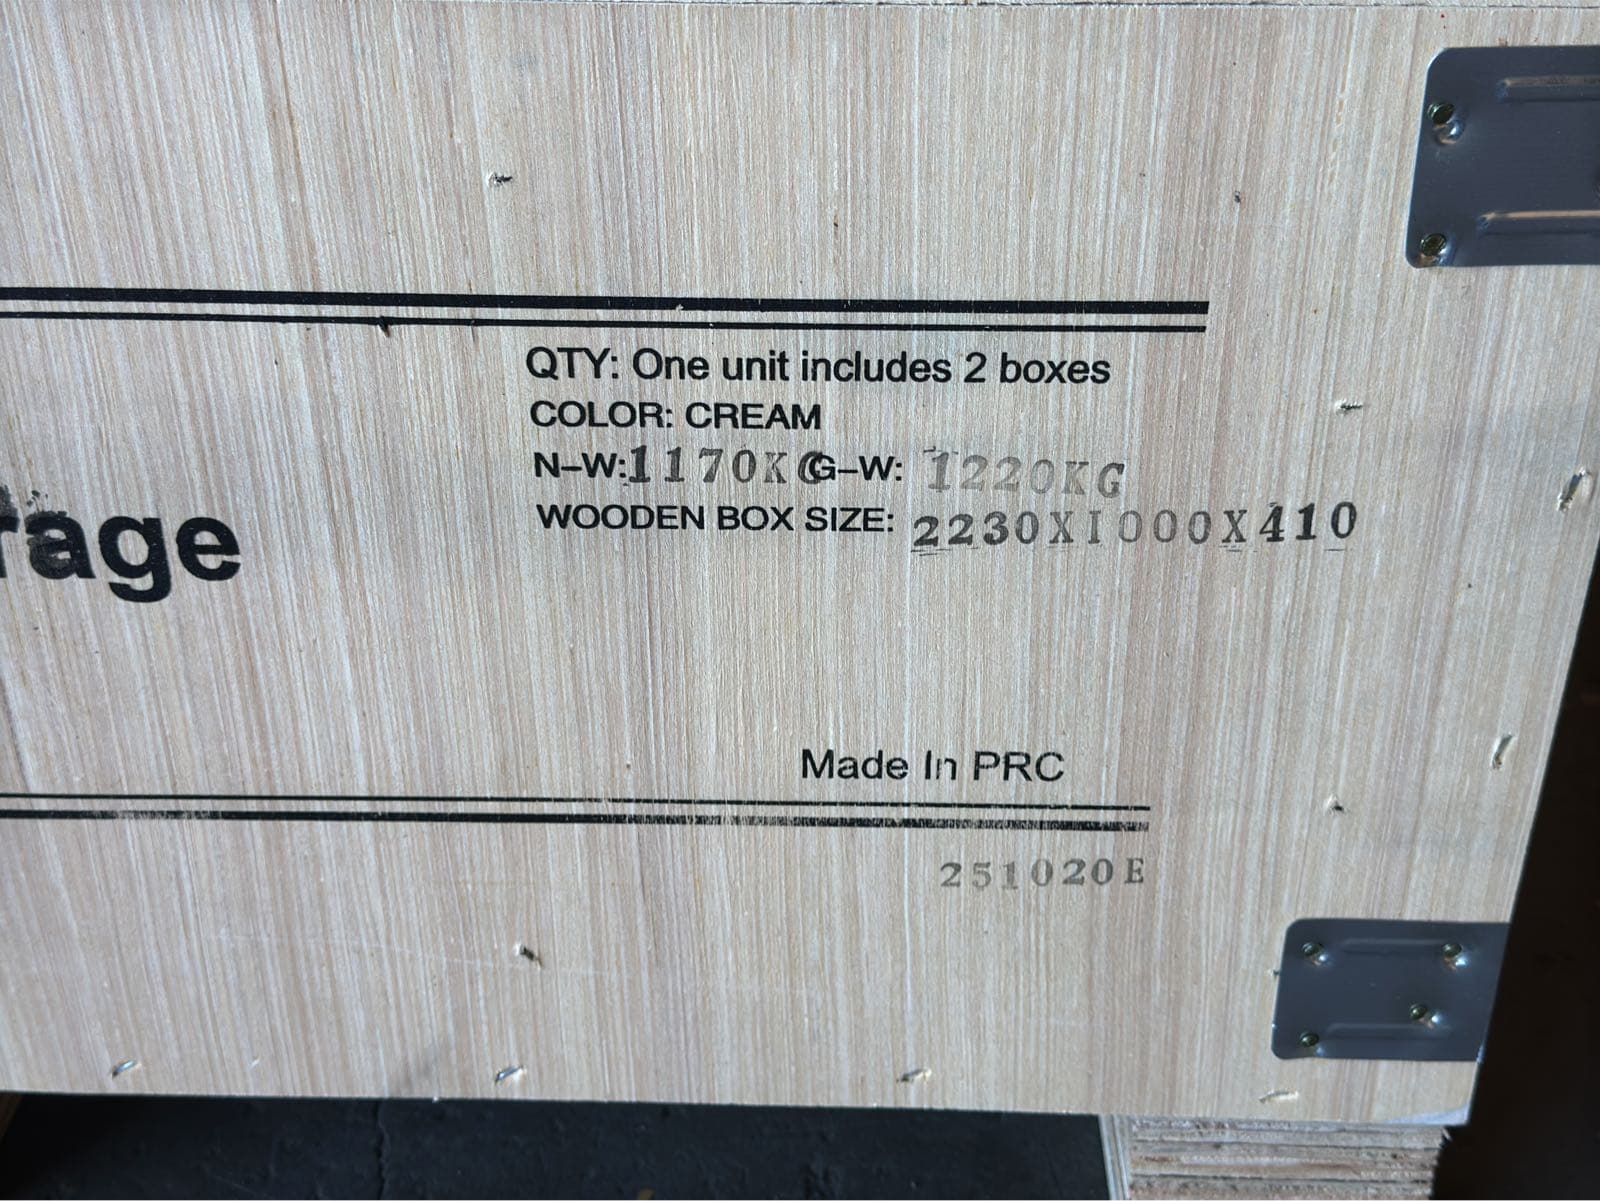 QTY: One unit includes 2 boxes
COLOR: CREAM
N-W:1170KG G-W: 1220KG
WOODEN BOX SIZE: 2230X1000X410
rage
Made In PRC
251020E